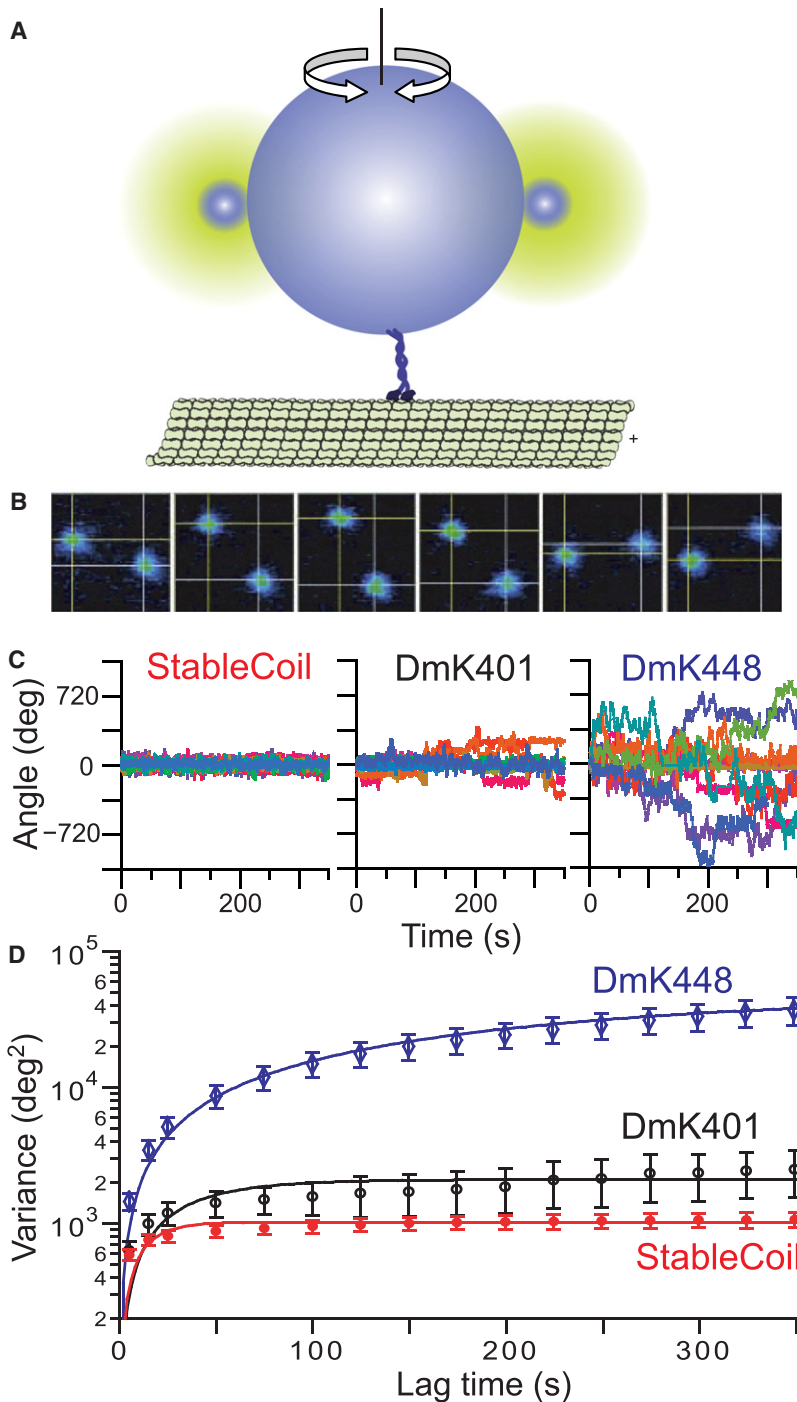 A
+
B
C
StableCoil
DmK401
DmK448
Angle (deg)
720
0
−720
0
200
0
200
0
200
Time (s)
D
Variance (deg²)
10⁵
6
4
2
10⁴
6
4
2
10³
6
4
2
DmK448
DmK401
StableCoil
0
100
200
300
Lag time (s)